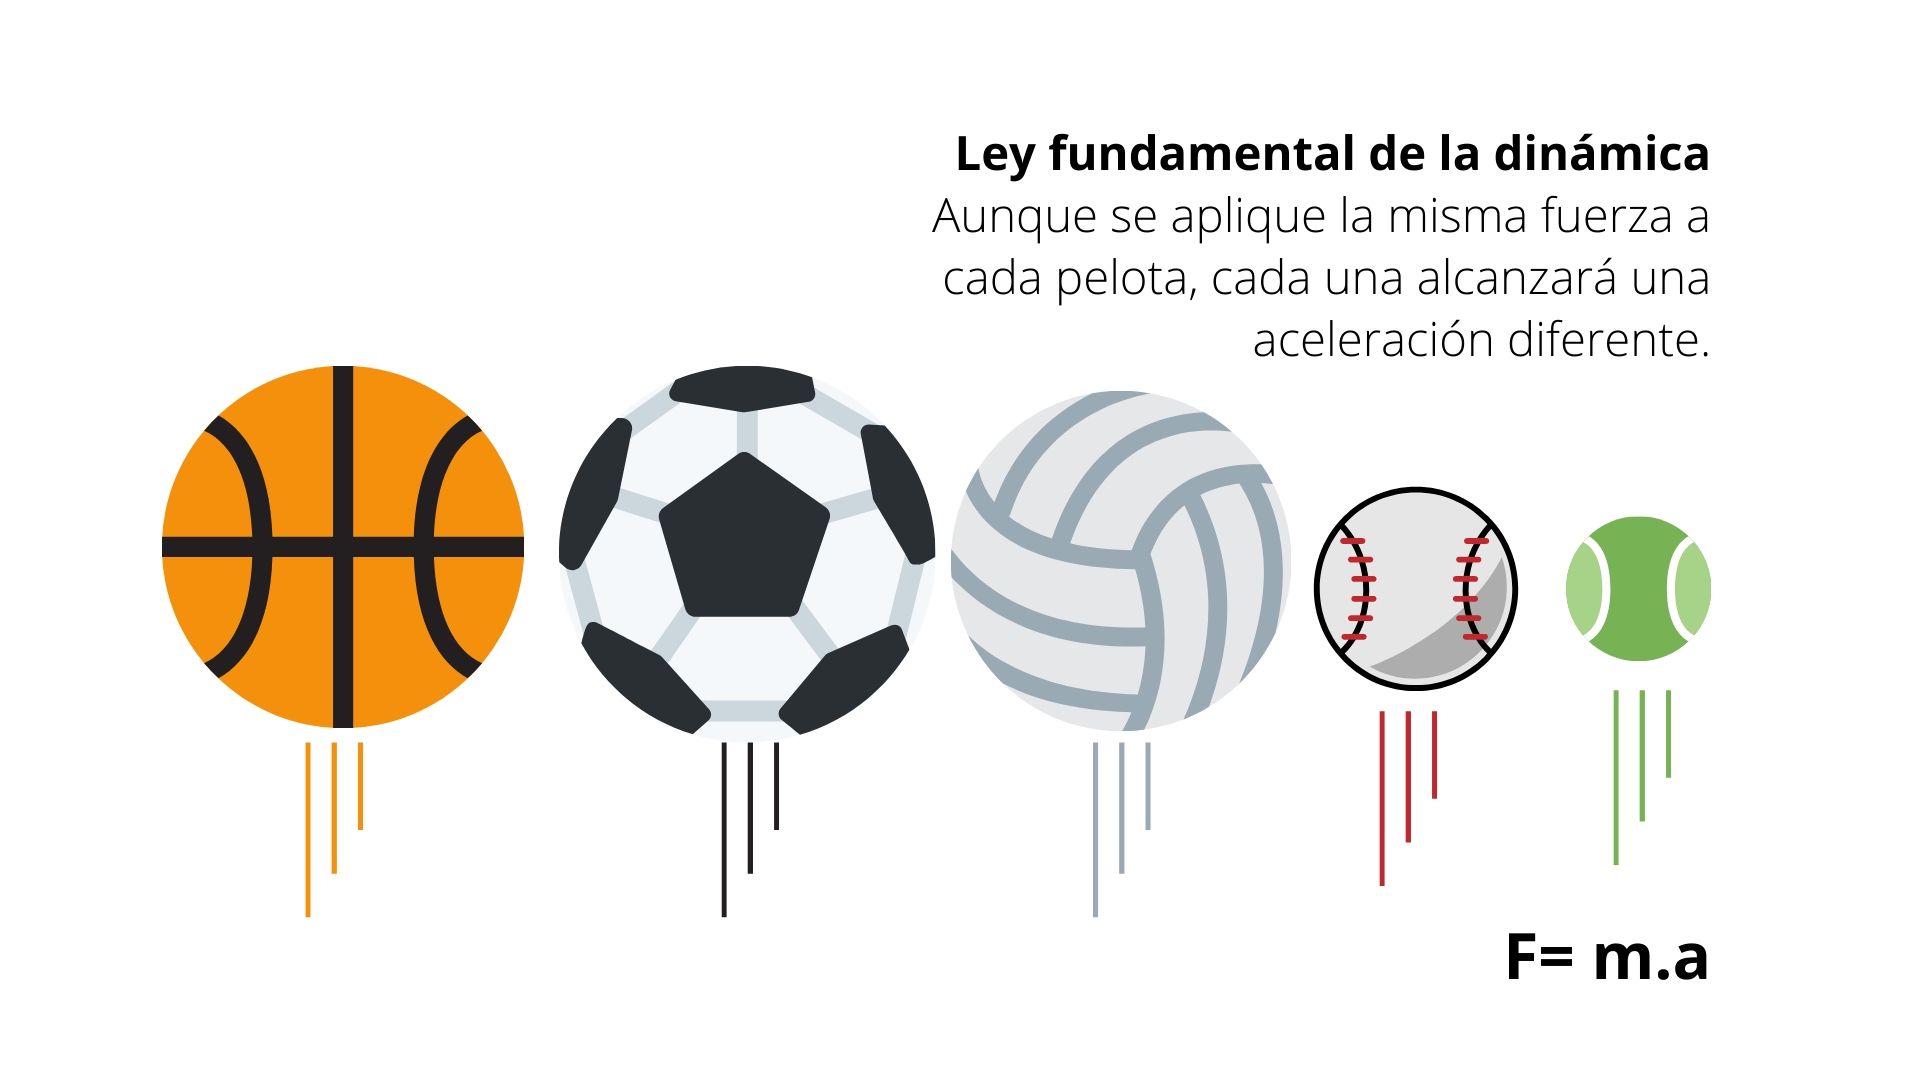 Ley fundamental de la dinámica
Aunque se aplique la misma fuerza a
cada pelota, cada una alcanzará una
aceleración diferente.
F= m.a